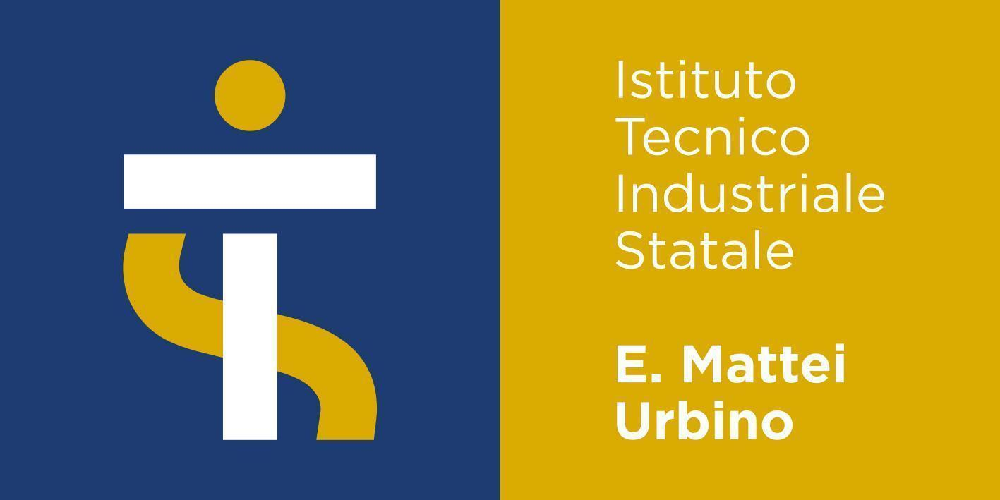 Istituto
Tecnico
Industriale
Statale
E. Mattei
Urbino